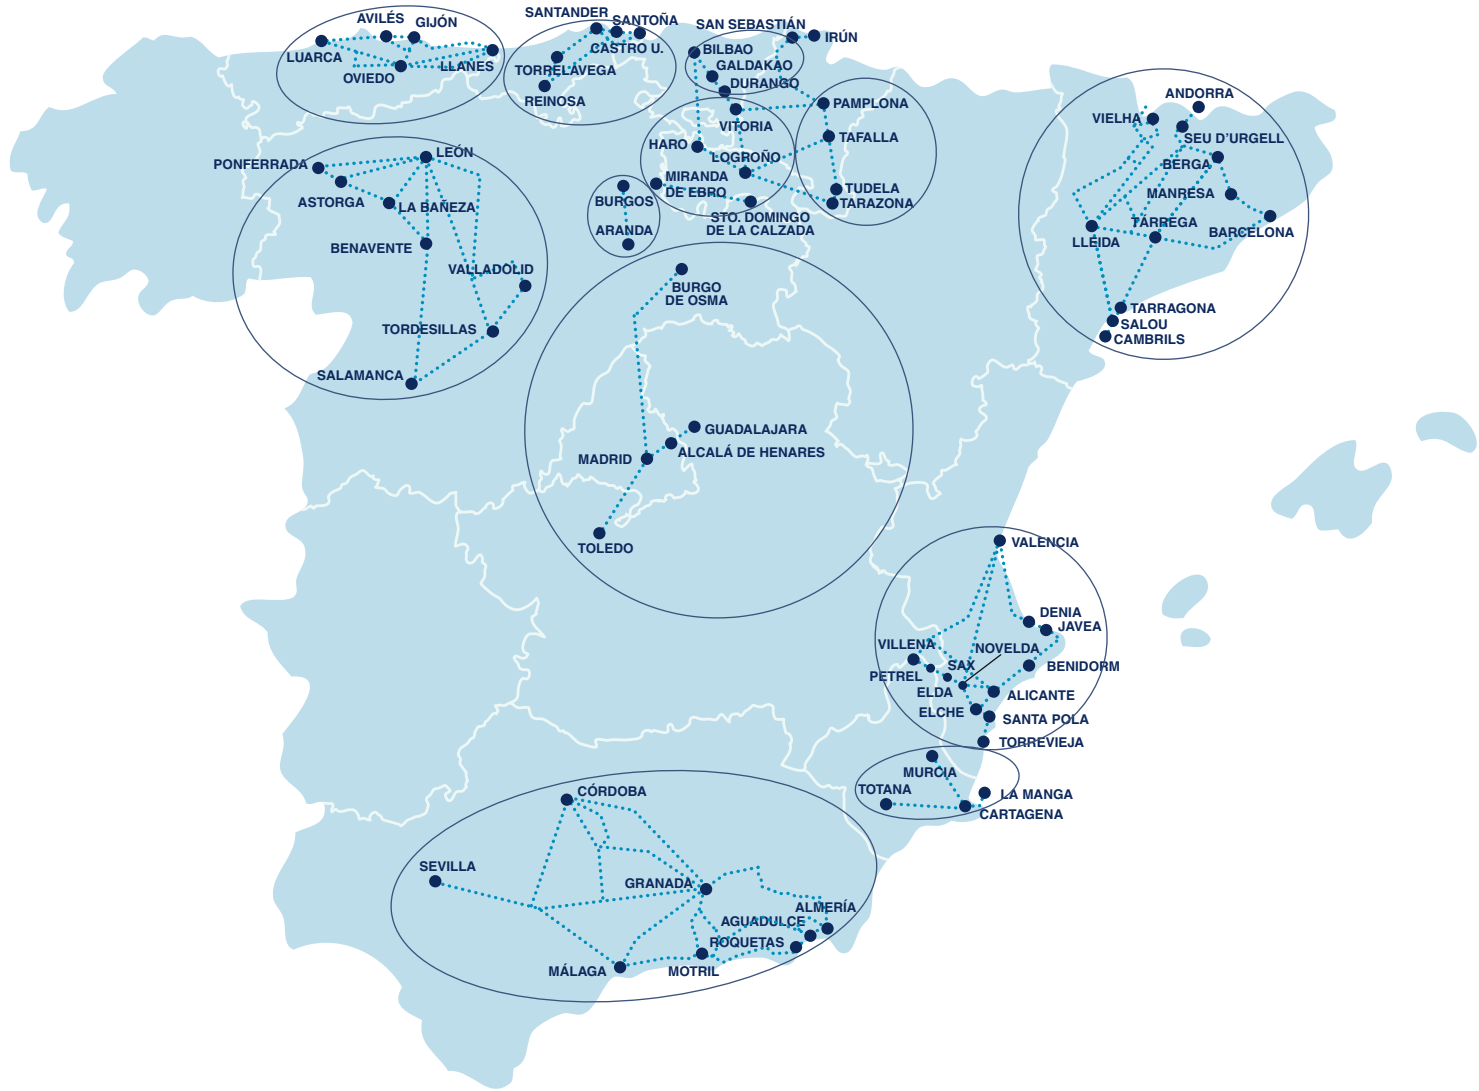 SANTANDER
AVILÉS
GIJÓN
SANTOÑA
SAN SEBASTIÁN
IRÚN
LUARCA
CASTRO U.
BILBAO
OVIEDO
LLANES
TORRELAVEGA
GALDAKAO
DURANGO
REINOSA
ANDORRA
PAMPLONA
VIELHA
VITORIA
TAFALLA
SEU D'URGELL
HARO
LEÓN
LOGROÑO
BERGA
PONFERRADA
MIRANDA
DE EBRO
TUDELA
MANRESA
ASTORGA
LA BAÑEZA
BURGOS
TARAZONA
STO. DOMINGO
DE LA CALZADA
TÀRREGA
BARCELONA
ARANDA
LLEIDA
BENAVENTE
VALLADOLID
BURGO
DE OSMA
TARRAGONA
SALOU
CAMBRILS
TORDESILLAS
SALAMANCA
GUADALAJARA
ALCALÁ DE HENARES
MADRID
TOLEDO
VALENCIA
DENIA
JAVEA
VILLENA
NOVELDA
SAX
BENIDORM
PETREL
ELDA
ALICANTE
ELCHE
SANTA POLA
TORREVIEJA
MURCIA
TOTANA
LA MANGA
CARTAGENA
CÓRDOBA
SEVILLA
GRANADA
ALMERÍA
AGUADULCE
ROQUETAS
MÁLAGA
MOTRIL